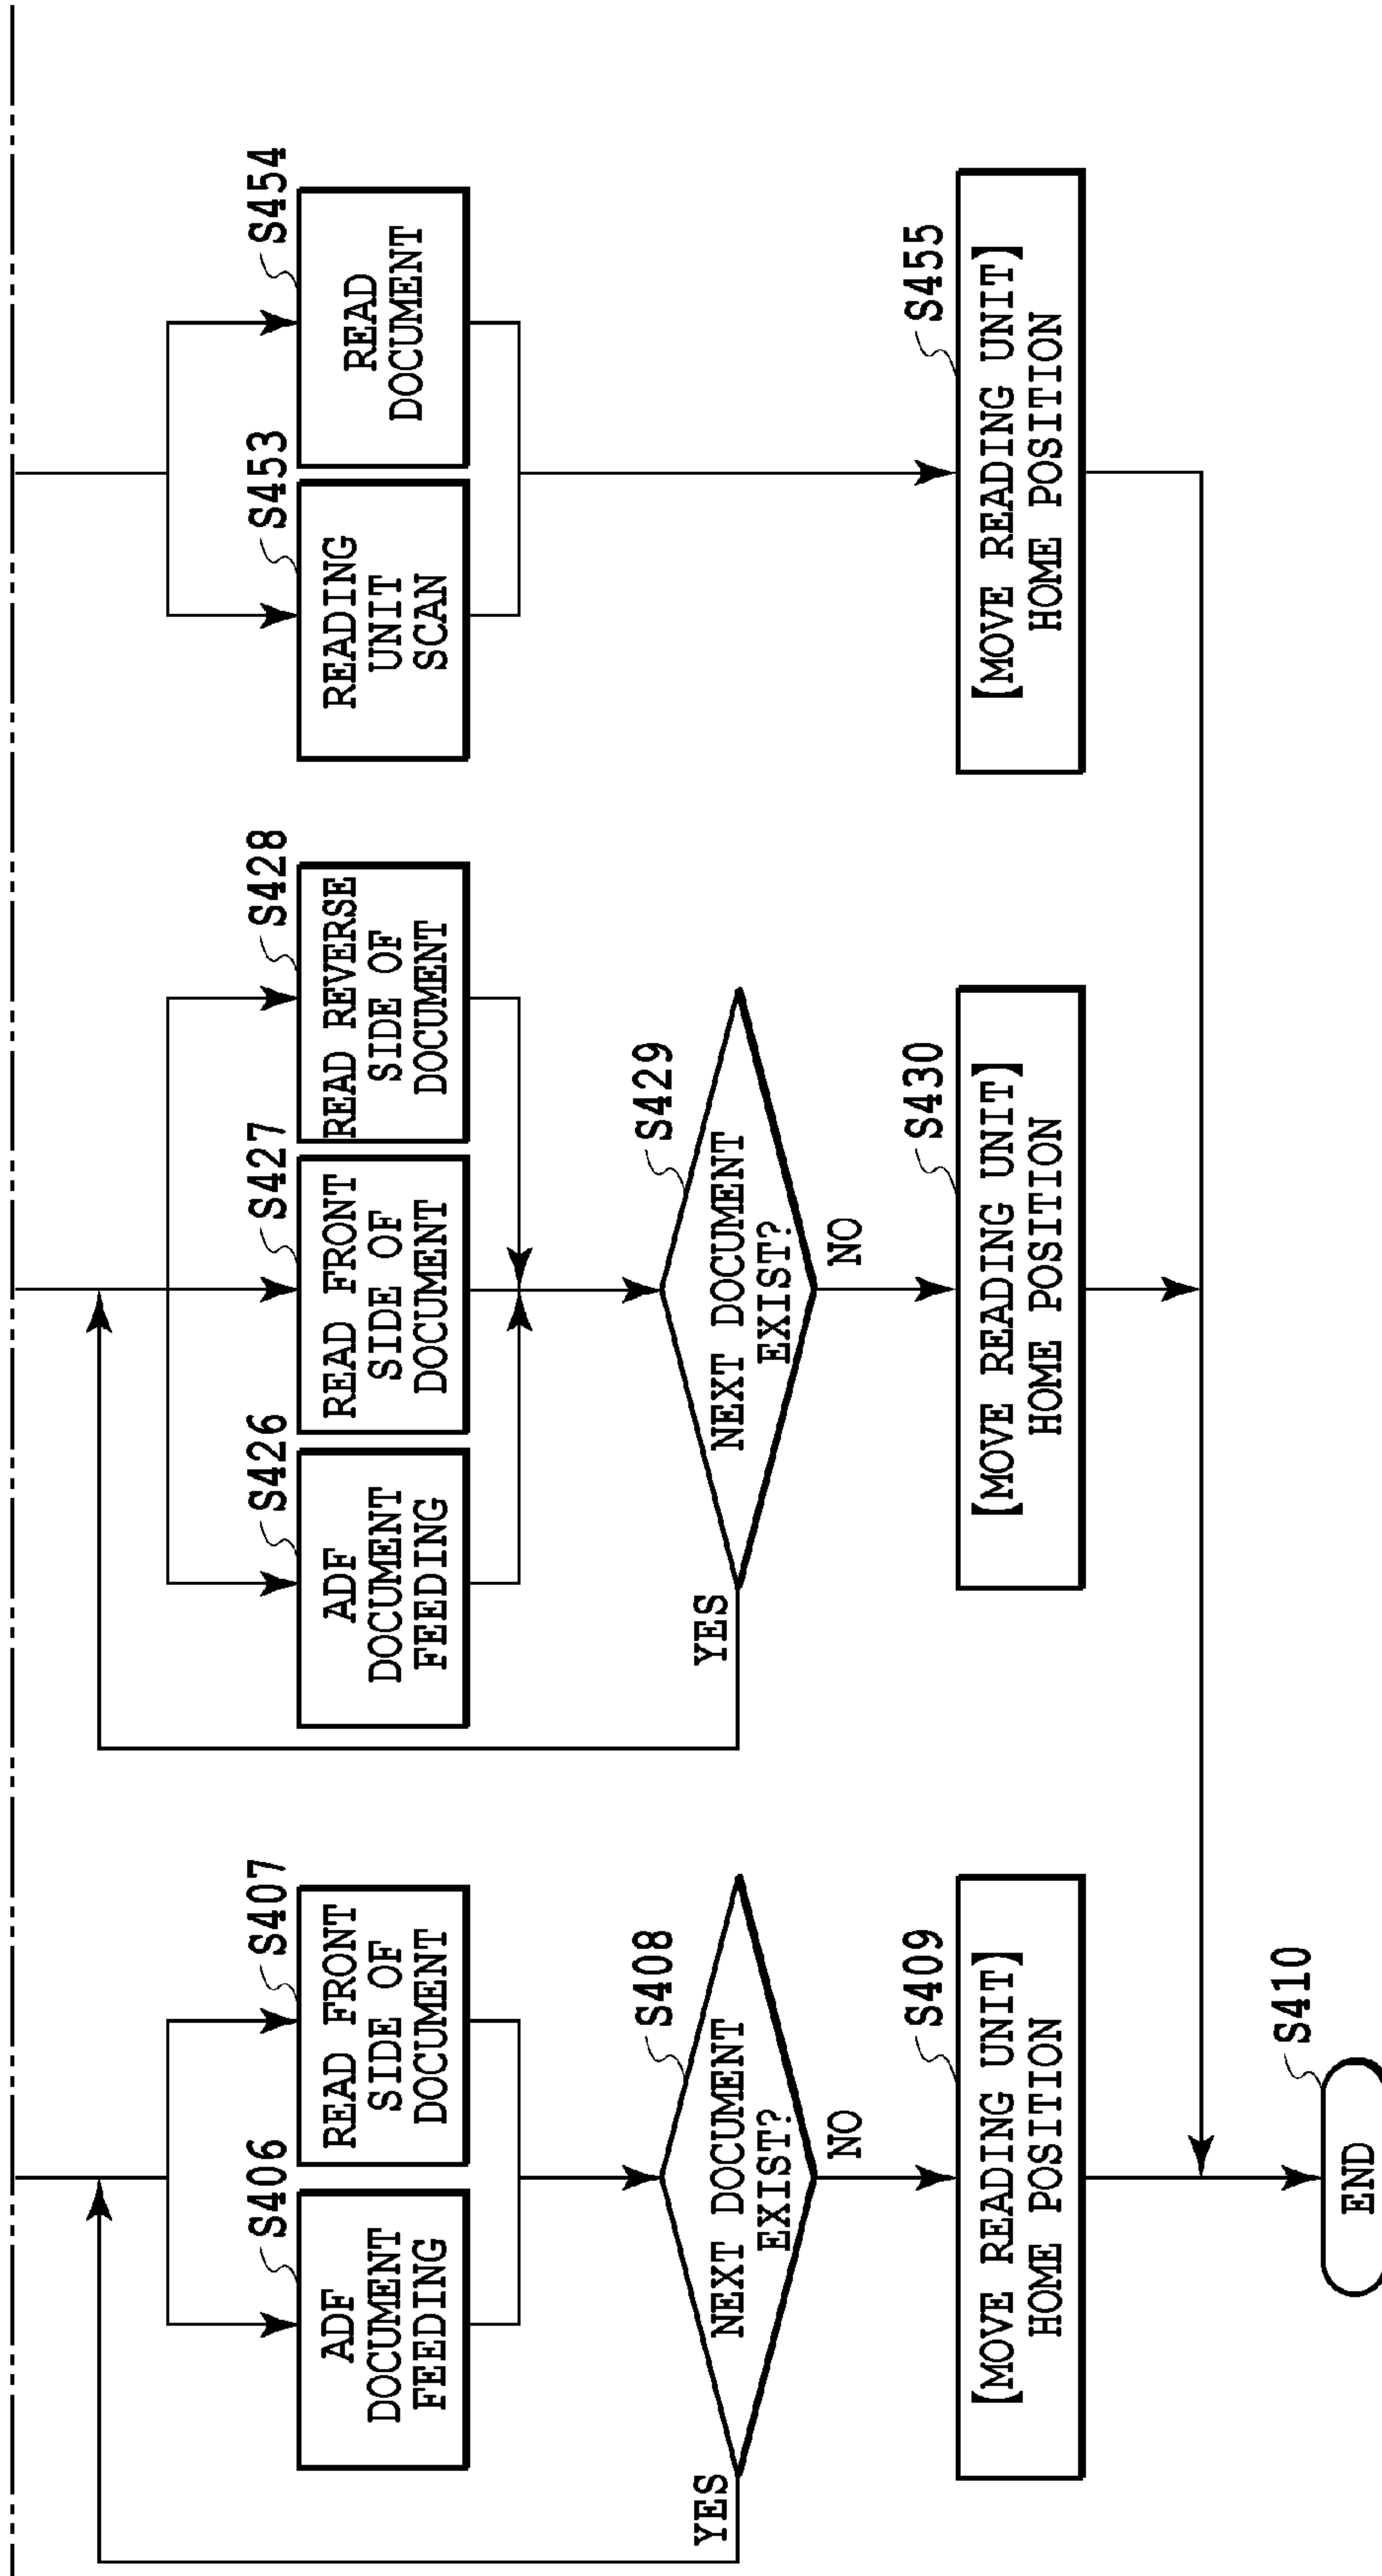 S406
ADF
DOCUMENT
FEEDING
S407
READ FRONT
SIDE OF
DOCUMENT
S408
NEXT DOCUMENT
EXIST?
YES
NO
S409
[MOVE READING UNIT]
HOME POSITION
S410
END
S426
ADF
DOCUMENT
FEEDING
S427
READ FRONT
SIDE OF
DOCUMENT
S428
READ REVERSE
SIDE OF
DOCUMENT
S429
NEXT DOCUMENT
EXIST?
YES
NO
S430
[MOVE READING UNIT]
HOME POSITION
S453
READING
UNIT
SCAN
S454
READ
DOCUMENT
S455
[MOVE READING UNIT]
HOME POSITION